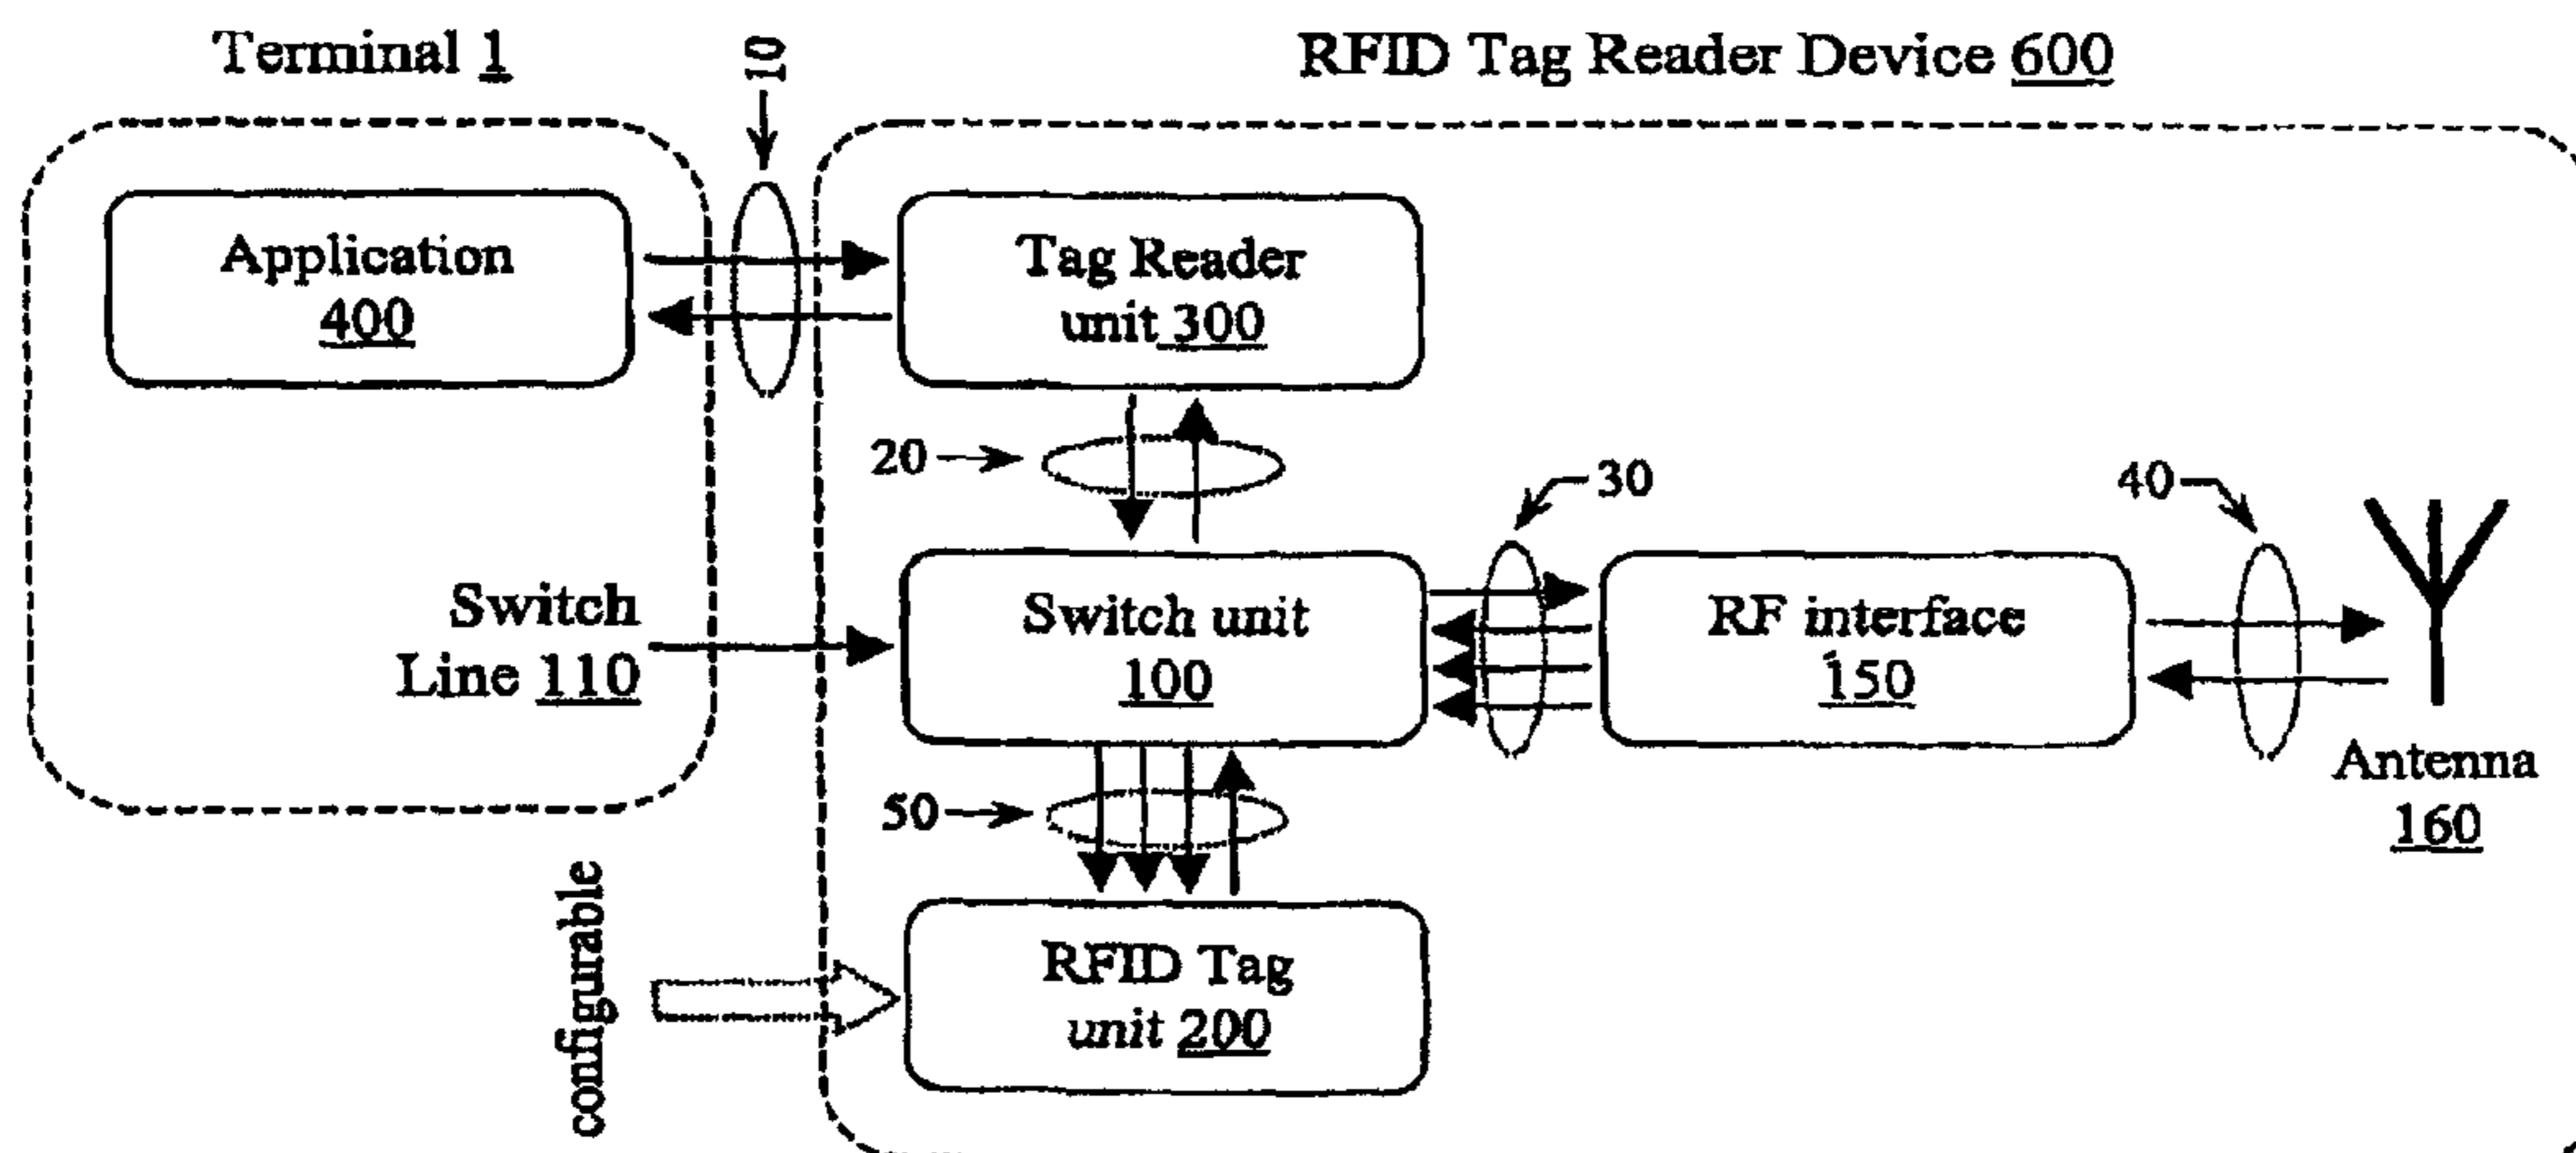 Terminal 1
10
RFID Tag Reader Device 600
Application
400
Tag Reader
unit 300
20
30
40
Switch
Line 110
Switch unit
100
RF interface
150
Antenna
160
50
configurable
RFID Tag
unit 200